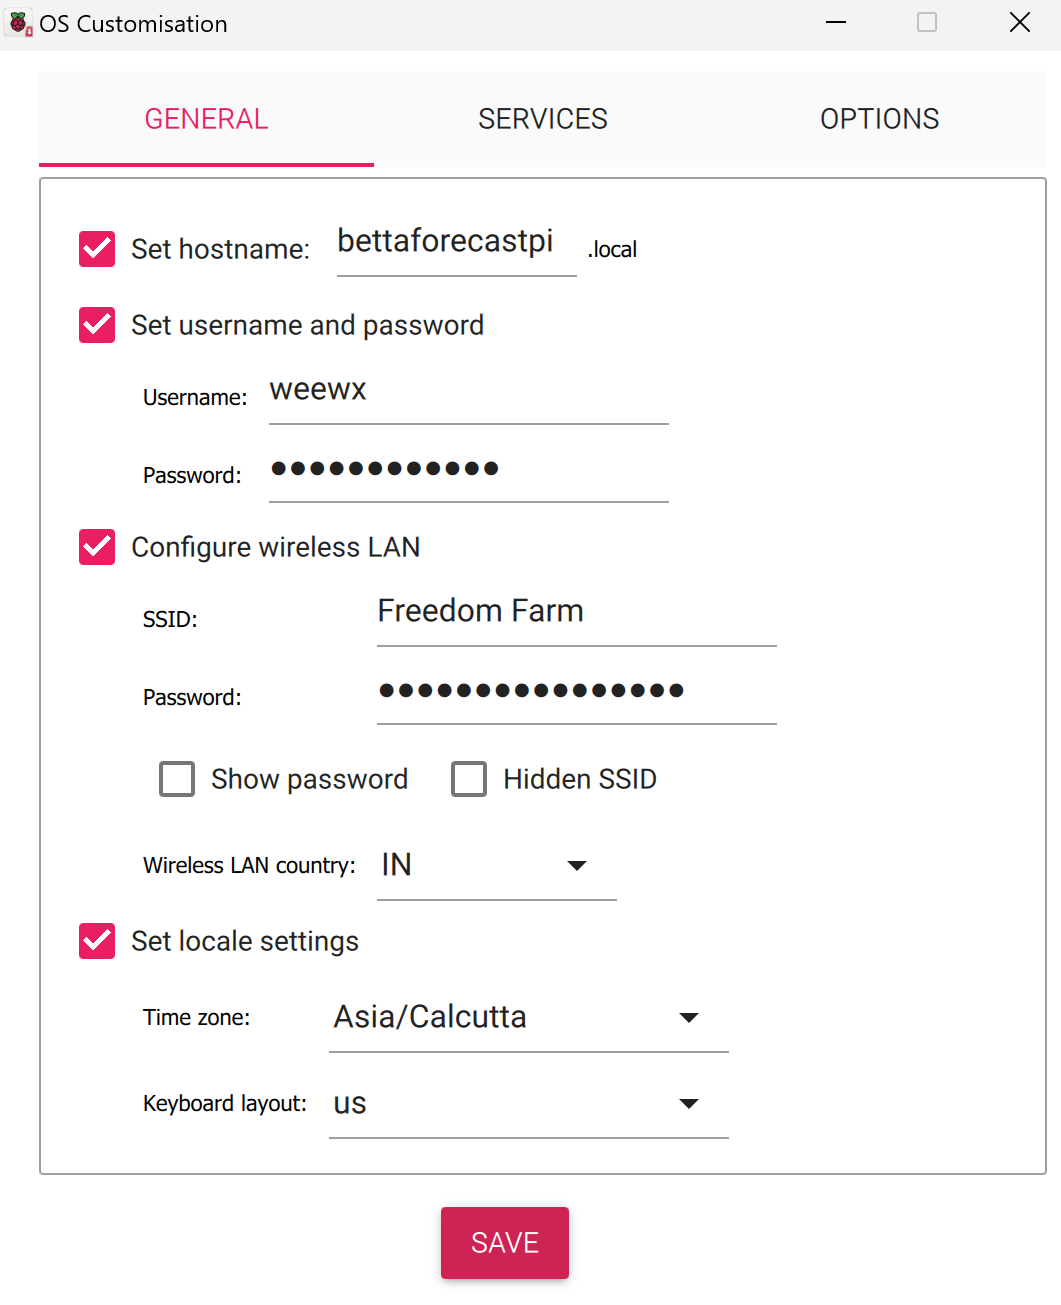 OS Customisation
GENERAL SERVICES OPTIONS
Set hostname: bettaforecastpi .local
Set username and password
Username: weewx
Password: ●●●●●●●●●●●●
Configure wireless LAN
SSID: Freedom Farm
Password: ●●●●●●●●●●●●●●●●
Show password Hidden SSID
Wireless LAN country: IN
Set locale settings
Time zone: Asia/Calcutta
Keyboard layout: us
SAVE